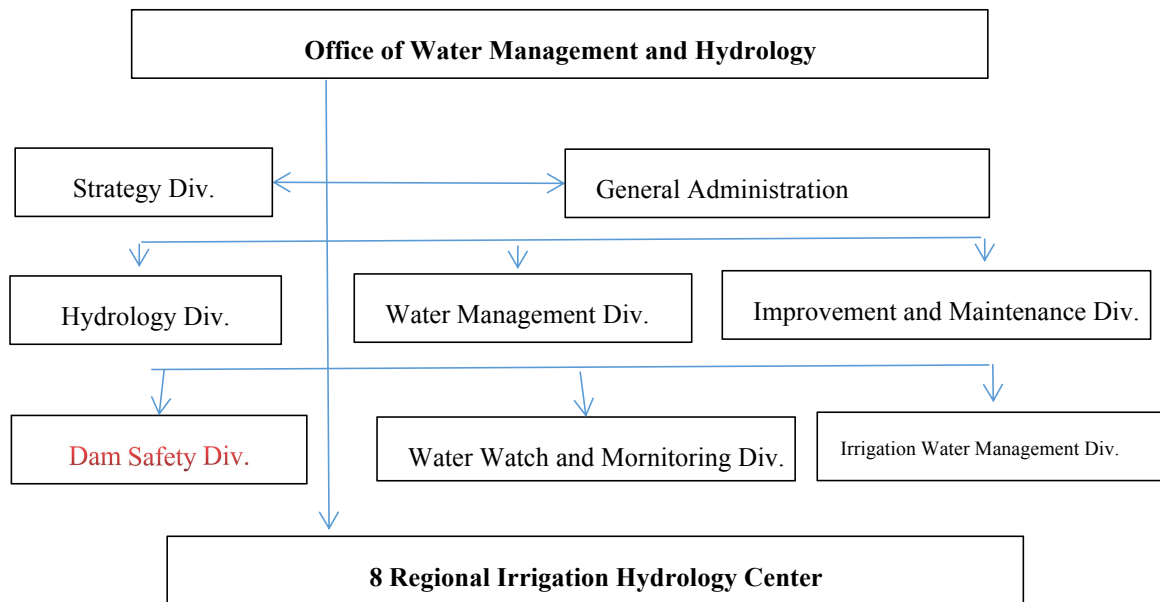 Office of Water Management and Hydrology
Strategy Div.
General Administration
Hydrology Div.
Water Management Div.
Improvement and Maintenance Div.
Dam Safety Div.
Water Watch and Mornitoring Div.
Irrigation Water Management Div.
8 Regional Irrigation Hydrology Center